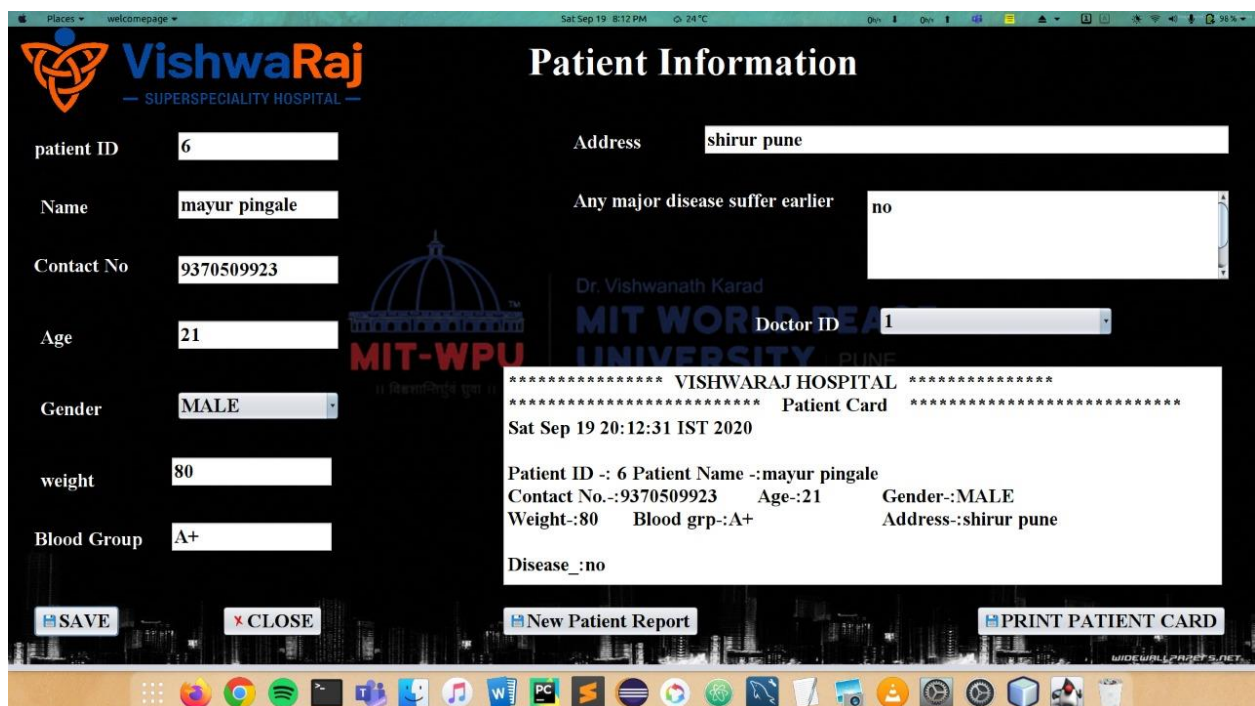 Places welcomepage Sat Sep 19 8:12 PM 24 °C 98 %
VishwaRaj
SUPERSPECIALITY HOSPITAL
Patient Information
patient ID 6
Address shirur pune
Name mayur pingale
Any major disease suffer earlier no
Contact No 9370509923
Dr. Vishwanath Karad
MIT WORLD PEACE
UNIVERSITY PUNE
MIT-WPU
TM
Doctor ID 1
Age 21
Gender MALE
weight 80
Blood Group A+
**************** VISHWARAJ HOSPITAL ***************
************************** Patient Card ****************************
Sat Sep 19 20:12:31 IST 2020
Patient ID -: 6 Patient Name -:mayur pingale
Contact No.-:9370509923 Age-:21 Gender-:MALE
Weight-:80 Blood grp-:A+ Address-:shirur pune
Disease_:no
SAVE
CLOSE
New Patient Report
PRINT PATIENT CARD
WIDEWALLPAPERS.NET